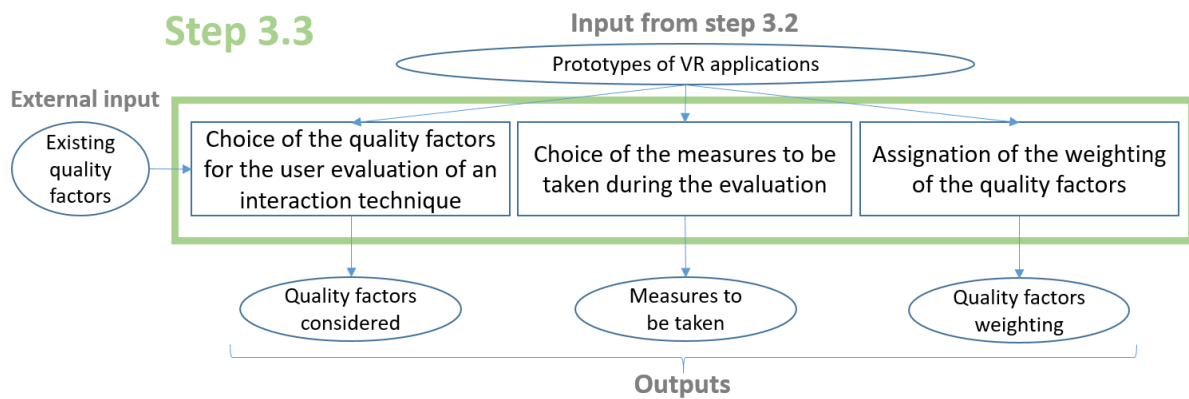 Step 3.3
Input from step 3.2
Prototypes of VR applications
External input
Existing
quality
factors
Choice of the quality factors
for the user evaluation of an
interaction technique
Choice of the measures to be
taken during the evaluation
Assignation of the weighting
of the quality factors
Quality factors
considered
Measures to
be taken
Quality factors
weighting
Outputs